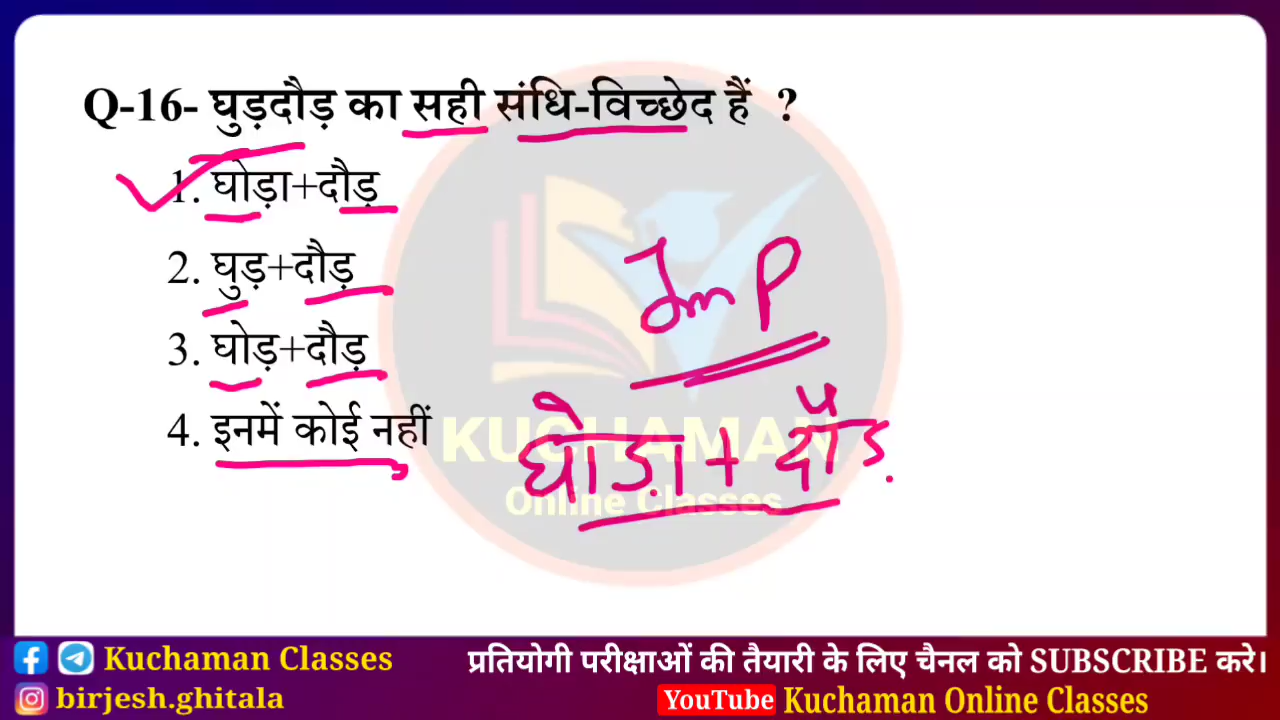 Q-16- घुड़दौड़ का सही संधि-विच्छेद हैं ?
1. घोड़ा+दौड़
2. घुड़+दौड़
3. घोड़+दौड़
4. इनमें कोई नहीं
Imp
घोड़ा + दौड़
KUCHAMAN
Online Classes
Kuchaman Classes
birjesh.ghitala
प्रतियोगी परीक्षाओं की तैयारी के लिए चैनल को SUBSCRIBE करे।
YouTube Kuchaman Online Classes